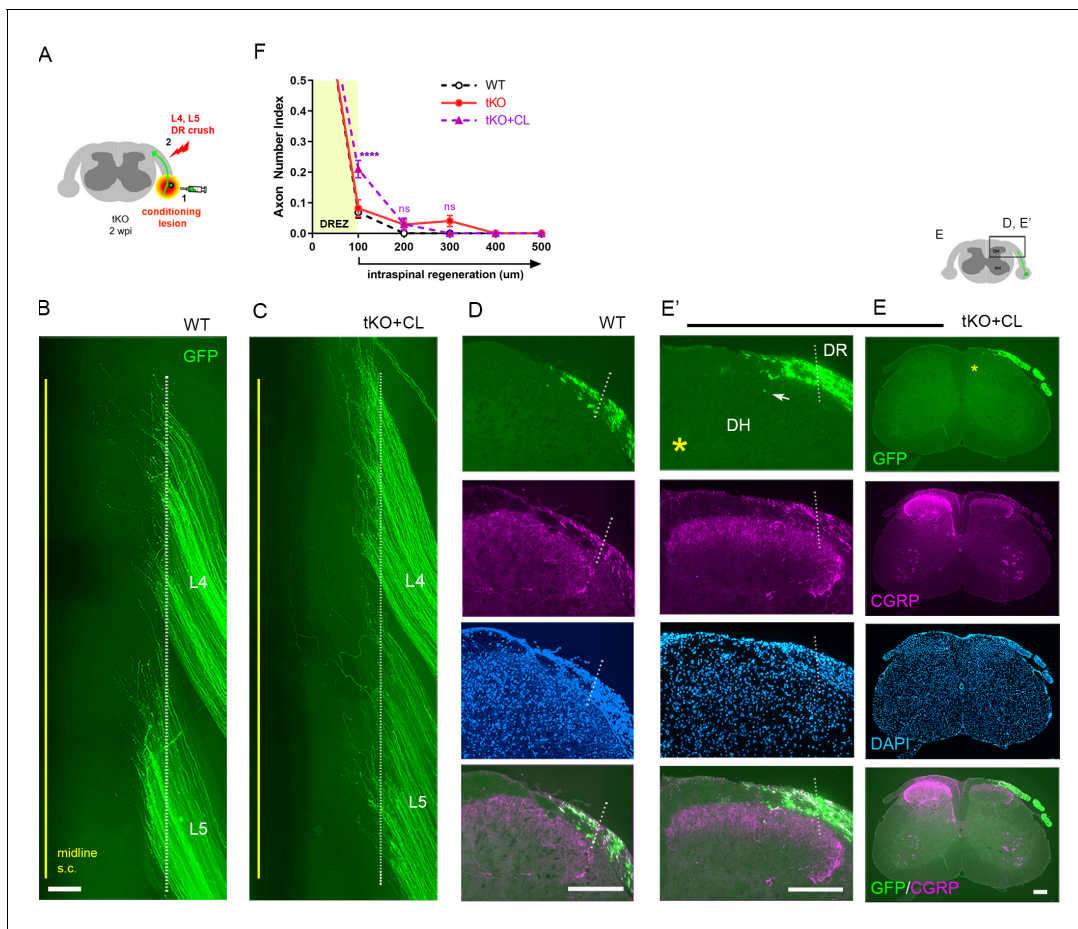 A
L4, L5
DR crush
2
1
conditioning
lesion
tKO
2 wpi
F
Axon Number Index
0.5
0.4
0.3
0.2
0.1
0.0
WT
tKO
tKO+CL
****
ns
ns
DREZ
0
100
200
300
400
500
intraspinal regeneration (um)
E
D, E'
DH
VH
B
WT
GFP
L4
L5
midline
s.c.
C
tKO+CL
L4
L5
D
WT
E'
DR
DH
*
E
tKO+CL
*
GFP
CGRP
DAPI
GFP/CGRP